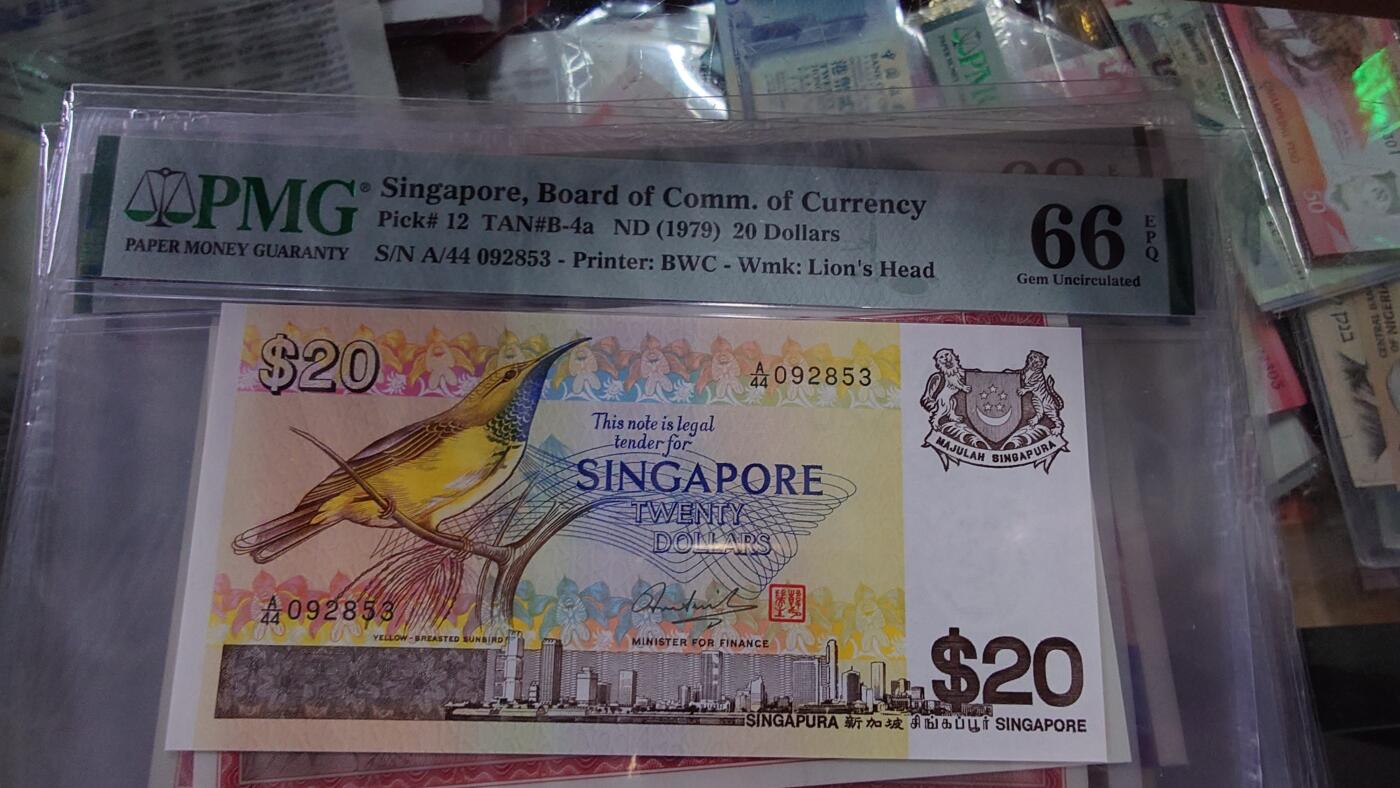 PMG®
PAPER MONEY GUARANTY
Singapore, Board of Comm. of Currency
Pick# 12 TAN#B-4a ND (1979) 20 Dollars
S/N A/44 092853 - Printer: BWC - Wmk: Lion's Head
66 EPQ
Gem Uncirculated
$20
A/44 092853
This note is legal
tender for
SINGAPORE
TWENTY
DOLLARS
MAJULAH SINGAPURA
A/44 092853
YELLOW-BREASTED SUNBIRD
MINISTER FOR FINANCE
$20
SINGAPURA 新加坡 சிங்கப்பூர் SINGAPORE
50
CENTRAL BANK